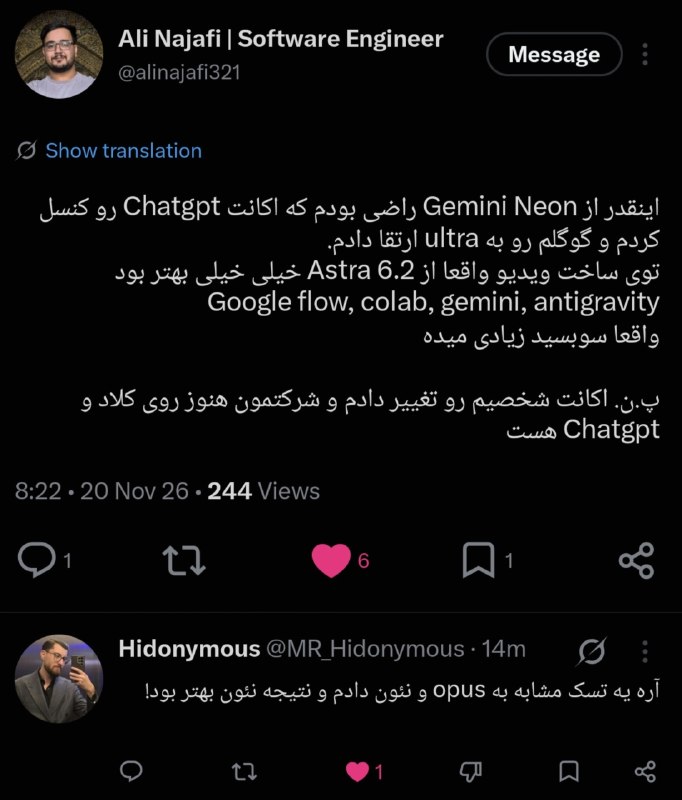 Ali Najafi | Software Engineer
@alinajafi321
Message
Show translation
اینقدر از Gemini Neon راضی بودم که اکانت Chatgpt رو کنسل
کردم و گوگلم رو به ultra ارتقا دادم.
توی ساخت ویدیو واقعا از Astra 6.2 خیلی خیلی بهتر بود
Google flow, colab, gemini, antigravity
واقعا سوبسید زیادی میده
پ.ن. اکانت شخصیم رو تغییر دادم و شرکتمون هنوز روی کلاد و
Chatgpt هست
8:22 • 20 Nov 26 • 244 Views
1
6
1
Hidonymous @MR_Hidonymous · 14m
آره یه تسک مشابه به opus و نئون دادم و نتیجه نئون بهتر بود!
1